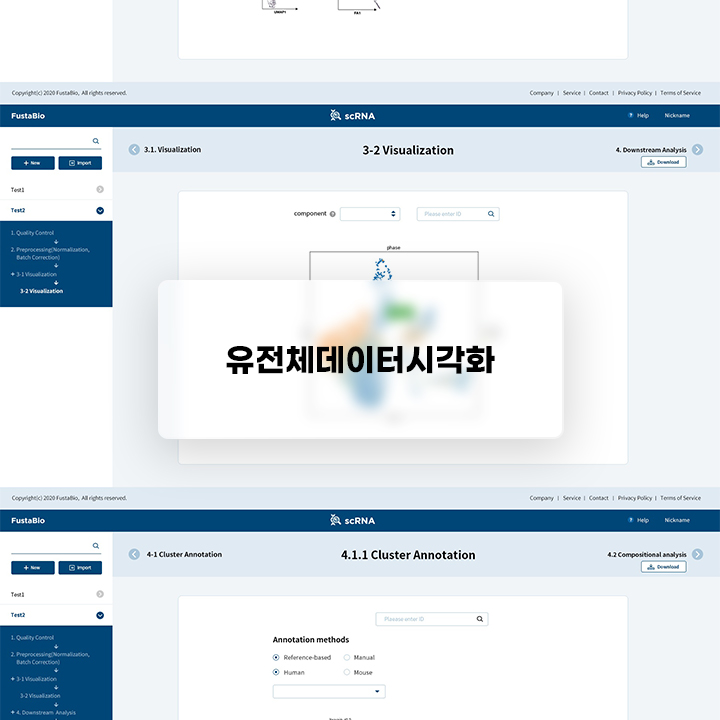 UMAP1
PA1
Copyright(c) 2020 FustaBio, All rights reserved.
Company | Service | Contact | Privacy Policy | Terms of Service
FustaBio
scRNA
? Help
Nickname
3.1. Visualization
3-2 Visualization
4. Downstream Analysis
Download
+ New
Import
Test1
Test2
1. Quality Control
2. Preprocessing(Normalization,
Batch Correction)
+ 3-1 Visualization
3-2 Visualization
component ?
Please enter ID
phase
유전체데이터시각화
Copyright(c) 2020 FustaBio, All rights reserved.
Company | Service | Contact | Privacy Policy | Terms of Service
FustaBio
scRNA
? Help
Nickname
4-1 Cluster Annotation
4.1.1 Cluster Annotation
4.2 Compositional analysis
Download
+ New
Import
Test1
Test2
1. Quality Control
2. Preprocessing(Normalization,
Batch Correction)
+ 3-1 Visualization
3-2 Visualization
+ 4. Downstream Analysis
Please enter ID
Annotation methods
Reference-based
Manual
Human
Mouse